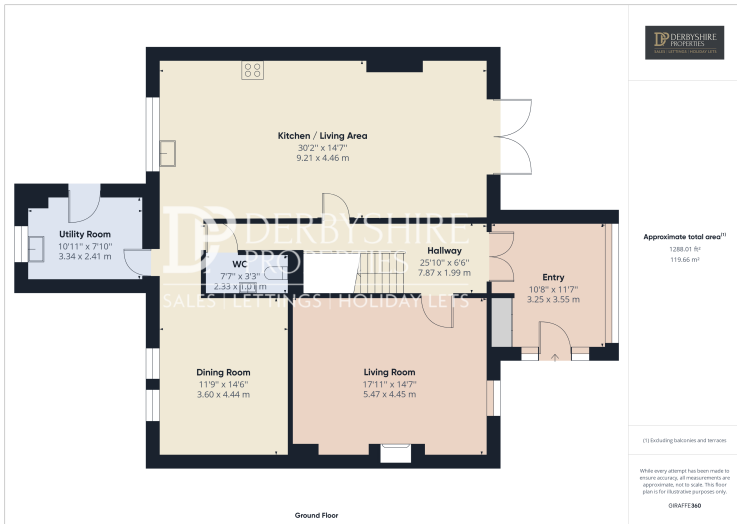 DP DERBYSHIRE
PROPERTIES
SALES | LETTINGS | HOLIDAY LETS
Kitchen / Living Area
30'2" x 14'7"
9.21 x 4.46 m
Utility Room
10'11" x 7'10"
3.34 x 2.41 m
DP DERBYSHIRE
PROPERTIES
SALES | LETTINGS | HOLIDAY LETS
WC
7'7" x 3'3"
2.33 x 1.01 m
Hallway
25'10" x 6'6"
7.87 x 1.99 m
Entry
10'8" x 11'7"
3.25 x 3.55 m
Dining Room
11'9" x 14'6"
3.60 x 4.44 m
Living Room
17'11" x 14'7"
5.47 x 4.45 m
Ground Floor
Approximate total area(1)
1288.01 ft²
119.66 m²
(1) Excluding balconies and terraces
While every attempt has been made to
ensure accuracy, all measurements are
approximate, not to scale. This floor
plan is for illustrative purposes only.
GIRAFFE360